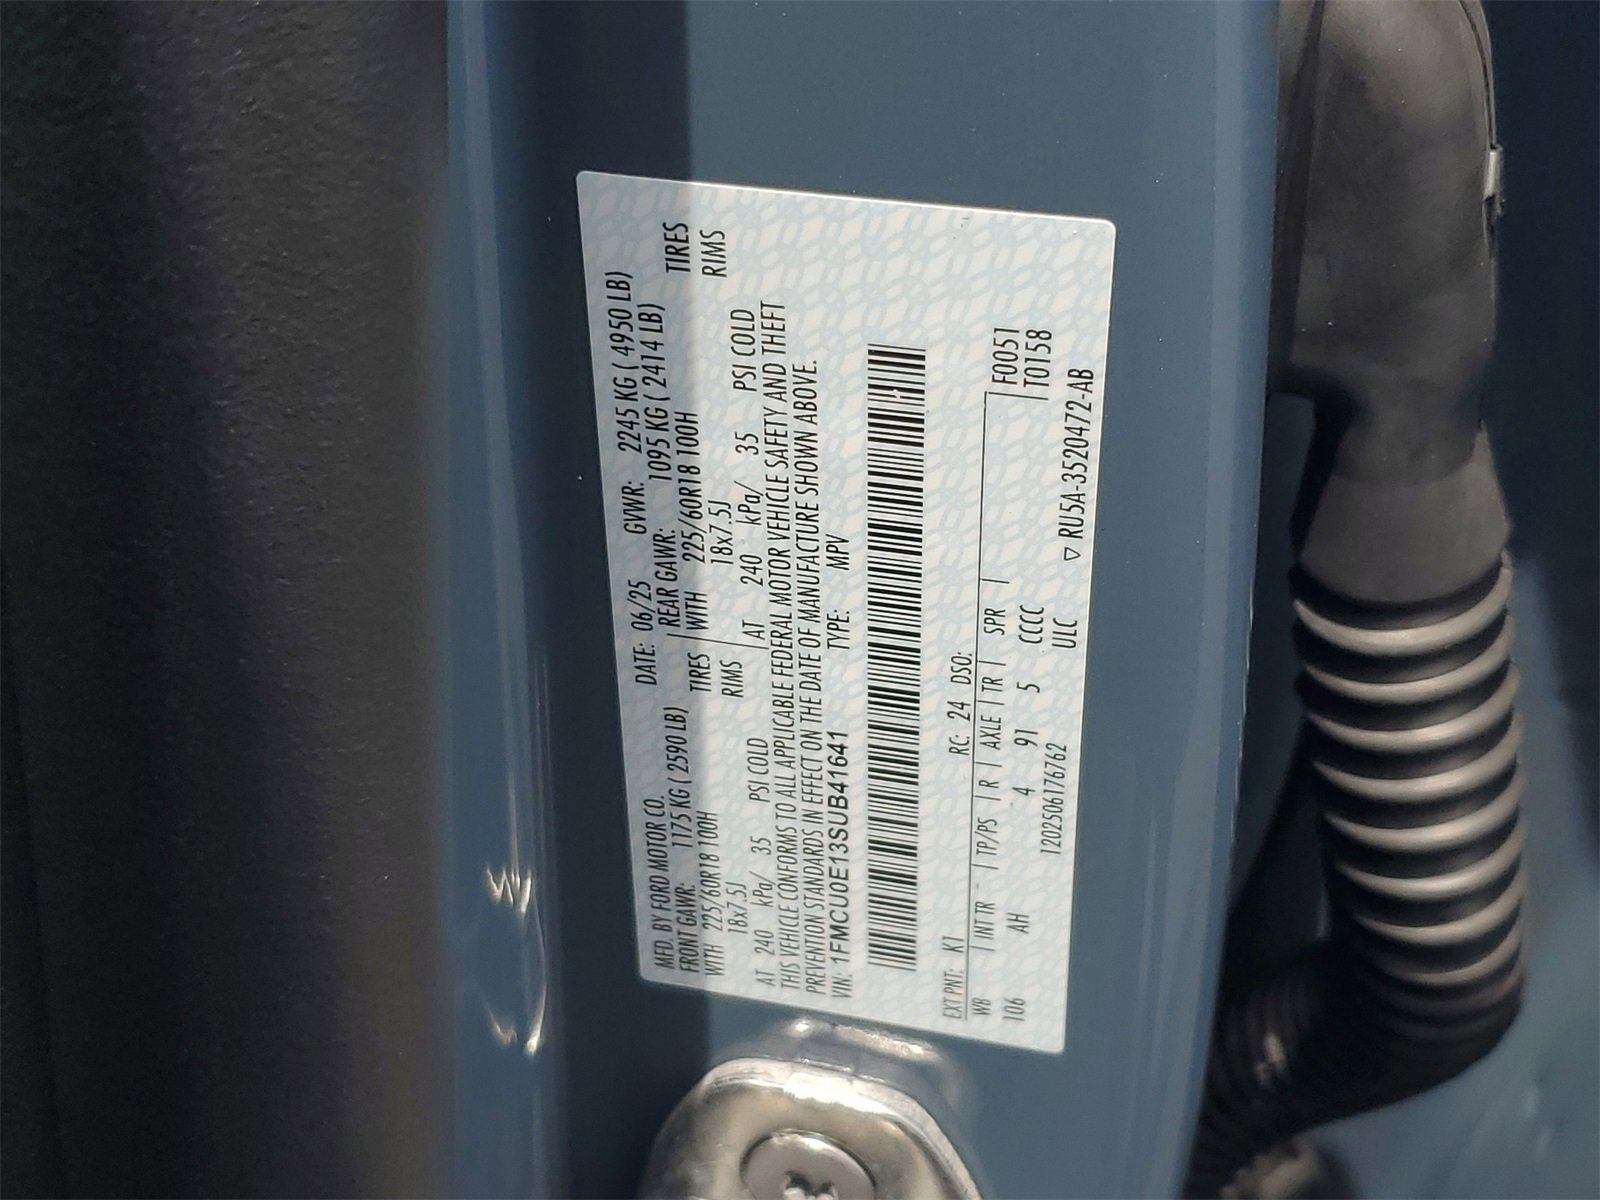 MFD. BY FORD MOTOR CO.
DATE: 06/25 GVWR: 2245 KG ( 4950 LB)
FRONT GAWR: 1175 KG ( 2590 LB) REAR GAWR: 1095 KG ( 2414 LB)
WITH 225/60R18 100H TIRES WITH 225/60R18 100H TIRES
18x7.5J RIMS 18x7.5J RIMS
AT 240 kPa/ 35 PSI COLD AT 240 kPa/ 35 PSI COLD
THIS VEHICLE CONFORMS TO ALL APPLICABLE FEDERAL MOTOR VEHICLE SAFETY AND THEFT
PREVENTION STANDARDS IN EFFECT ON THE DATE OF MANUFACTURE SHOWN ABOVE.
VIN: 1FMCU0E13SUB41641 TYPE: MPV
EXT PNT: K1 RC: 24 DSO:
WB INT TR TP/PS R AXLE TR SPR F0051
106 AH 4 91 5 CCCC T0158
120250617676​2 ULC
▽ RU5A-3520472-AB